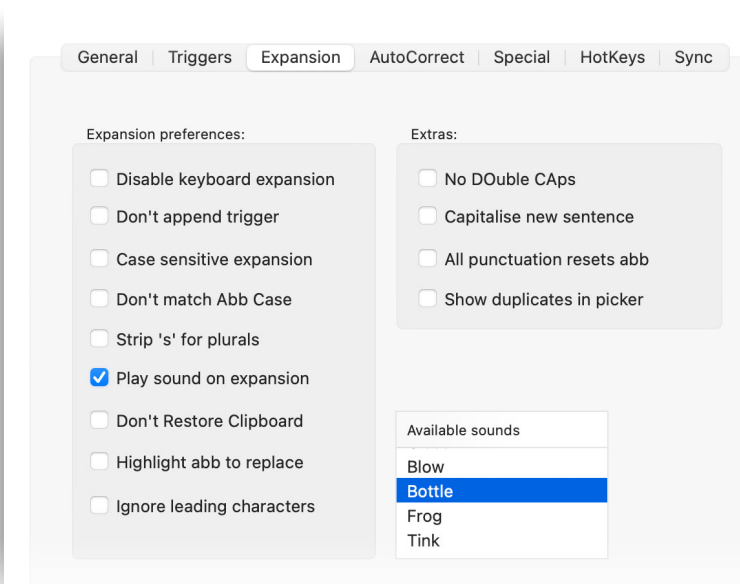 General Triggers Expansion AutoCorrect Special HotKeys Sync
Expansion preferences:
Disable keyboard expansion
Don't append trigger
Case sensitive expansion
Don't match Abb Case
Strip 's' for plurals
Play sound on expansion
Don't Restore Clipboard
Highlight abb to replace
Ignore leading characters
Extras:
No DOuble CAps
Capitalise new sentence
All punctuation resets abb
Show duplicates in picker
Available sounds
Blow
Bottle
Frog
Tink